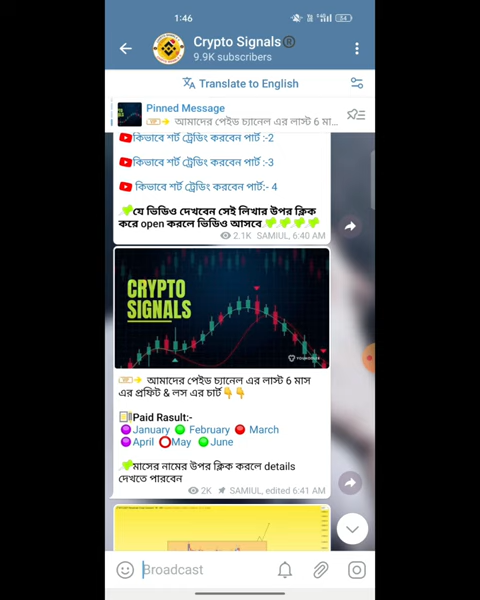 1:46
54
Crypto Signals®
9.9K subscribers
Translate to English
Pinned Message
আমাদের পেইড চ্যানেল এর লাস্ট 6 মা...
কিভাবে শর্ট ট্রেডিং করবেন পার্ট :-2
কিভাবে শর্ট ট্রেডিং করবেন পার্ট :-3
কিভাবে শর্ট ট্রেডিং করবেন পার্ট:- 4
যে ভিডিও দেখবেন সেই লিখার উপর ক্লিক
করে open করলে ভিডিও আসবে
2.1K SAMIUL, 6:40 AM
CRYPTO
SIGNALS
আমাদের পেইড চ্যানেল এর লাস্ট 6 মাস
এর প্রফিট & লস এর চার্ট
Paid Rasult:-
January February March
April May June
মাসের নামের উপর ক্লিক করলে details
দেখতে পারবেন
2K SAMIUL, edited 6:41 AM
Broadcast